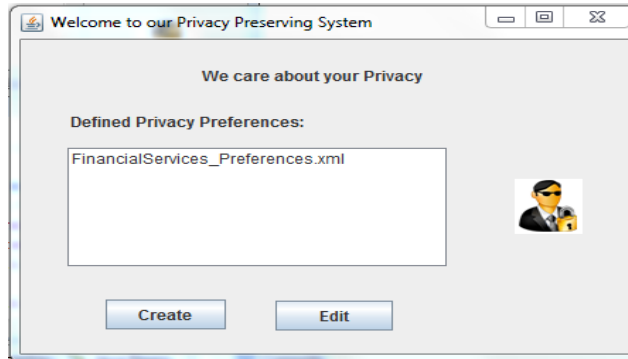 Welcome to our Privacy Preserving System
We care about your Privacy
Defined Privacy Preferences:
FinancialServices_Preferences.xml
Create
Edit